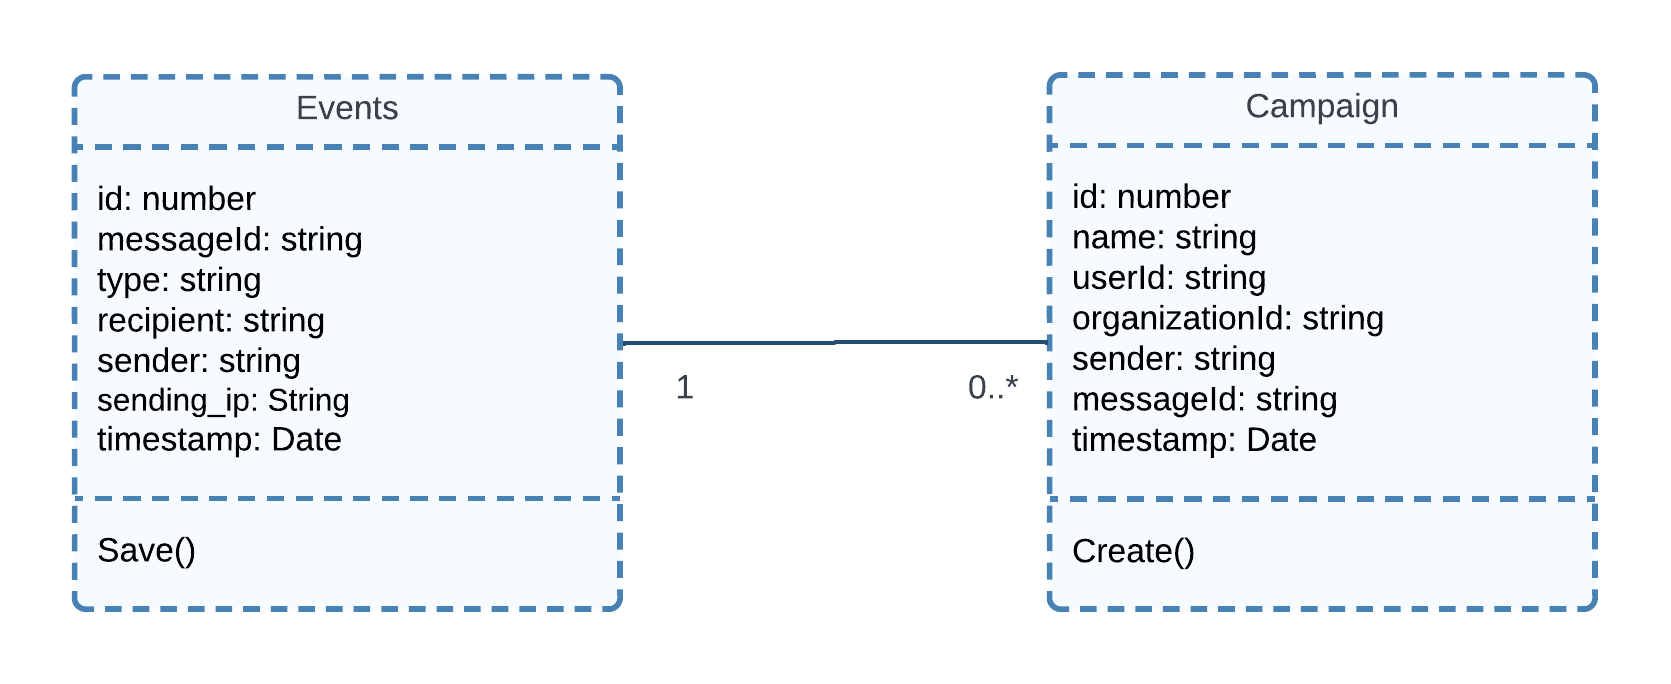 Events
id: number
messageId: string
type: string
recipient: string
sender: string
sending_ip: String
timestamp: Date
Save()
1
0..*
Campaign
id: number
name: string
userId: string
organizationId: string
sender: string
messageId: string
timestamp: Date
Create()